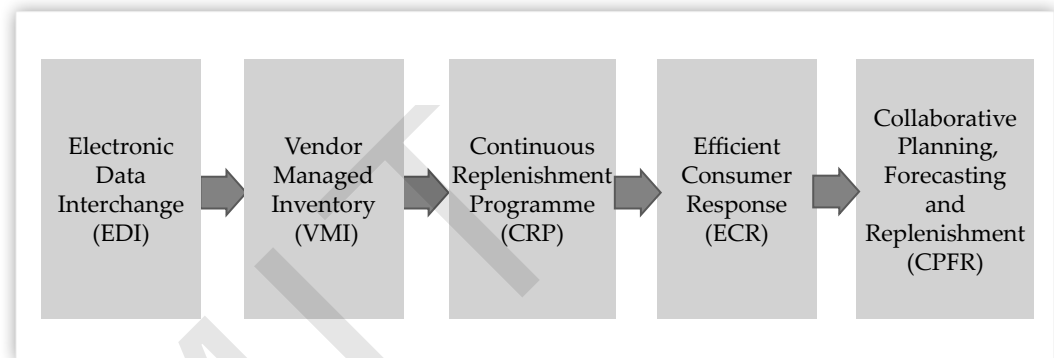 Electronic
Data
Interchange
(EDI)
Vendor
Managed
Inventory
(VMI)
Continuous
Replenishment
Programme
(CRP)
Efficient
Consumer
Response
(ECR)
Collaborative
Planning,
Forecasting
and
Replenishment
(CPFR)
MIT